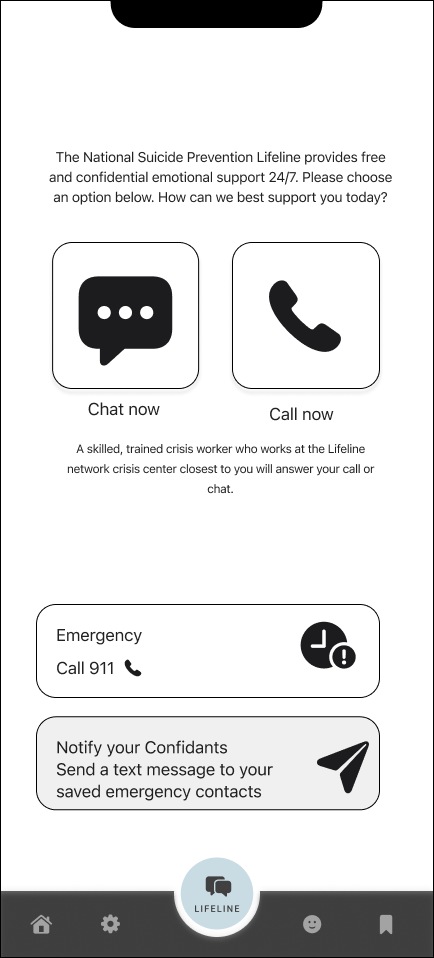 The National Suicide Prevention Lifeline provides free
and confidential emotional support 24/7. Please choose
an option below. How can we best support you today?
Chat now
Call now
A skilled, trained crisis worker who works at the Lifeline
network crisis center closest to you will answer your call or
chat.
Emergency
Call 911
Notify your Confidants
Send a text message to your
saved emergency contacts
LIFELINE